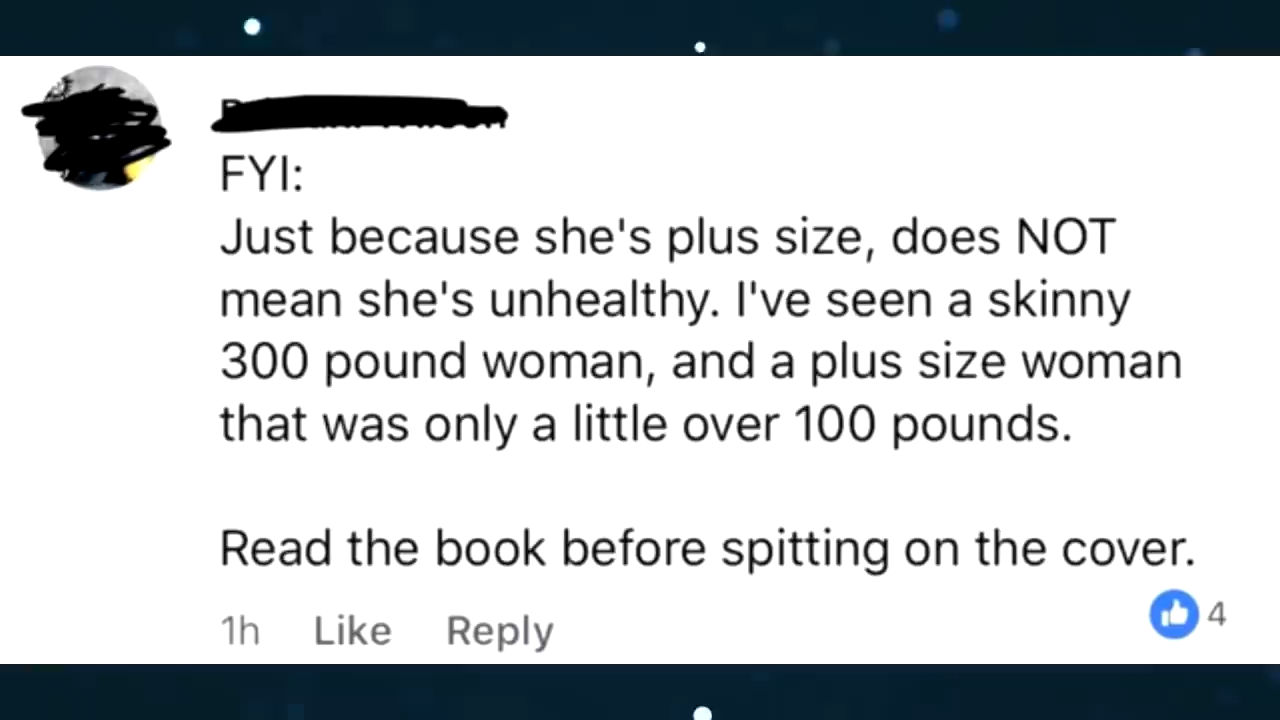 FYI:
Just because she's plus size, does NOT
mean she's unhealthy. I've seen a skinny
300 pound woman, and a plus size woman
that was only a little over 100 pounds.
Read the book before spitting on the cover.
1h Like Reply 4